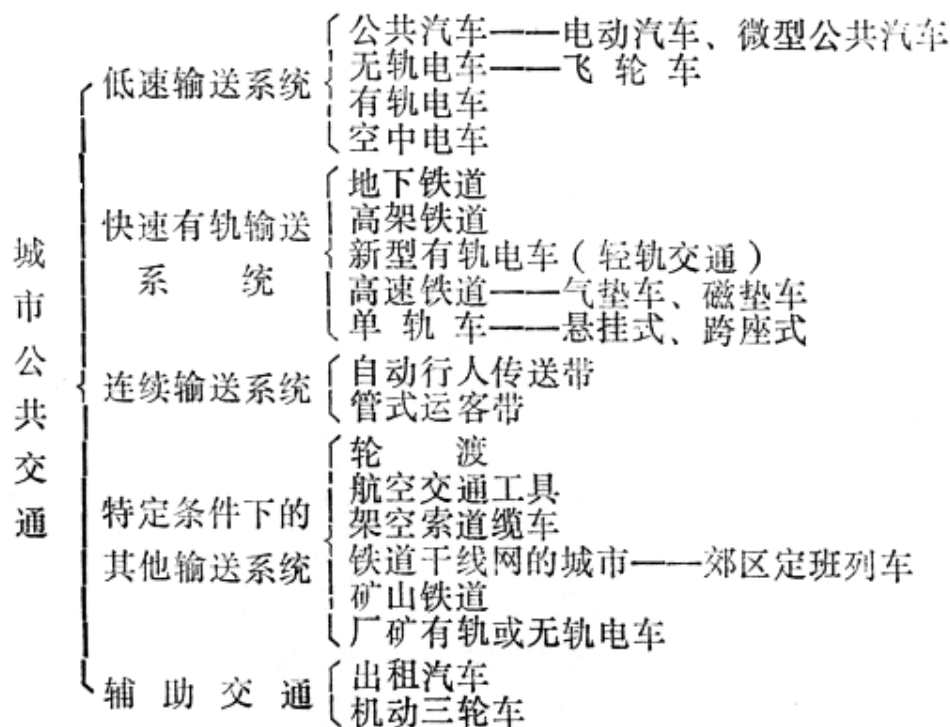 城市公共交通
低速输送系统
公共汽车——电动汽车、微型公共汽车
无轨电车——飞轮车
有轨电车
空中电车
快速有轨输送
系统
地下铁道
高架铁道
新型有轨电车(轻轨交通)
高速铁道——气垫车、磁垫车
单轨车——悬挂式、跨座式
连续输送系统
自动行人传送带
管式运客带
特定条件下的
其他输送系统
轮渡
航空交通工具
架空索道缆车
铁道干线网的城市——郊区定班列车
矿山铁道
厂矿有轨或无轨电车
辅助交通
出租汽车
机动三轮车